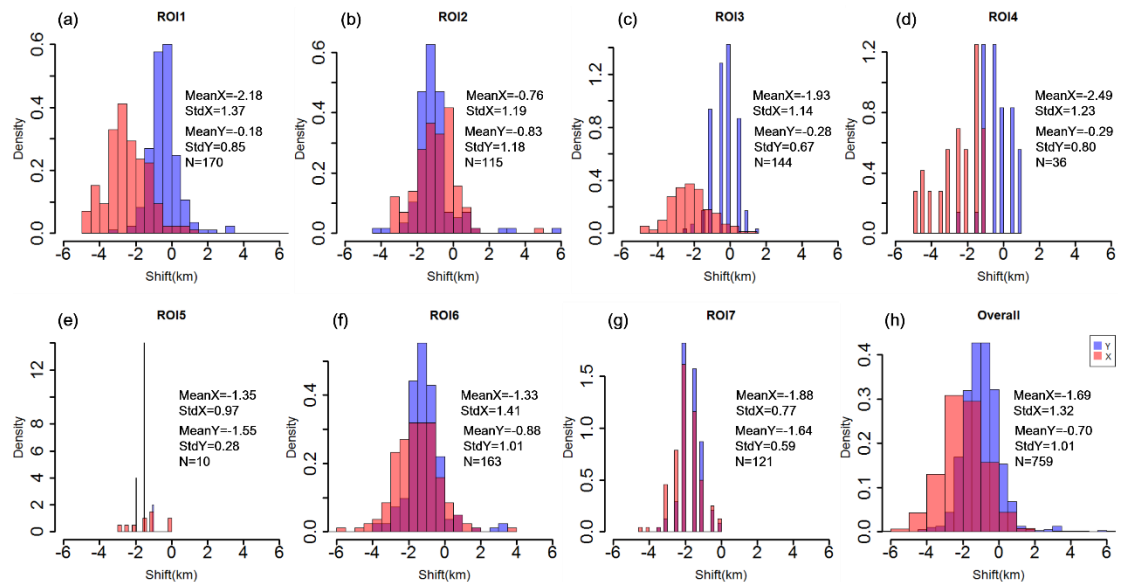 (a) ROI1
0.6
0.4
0.2
0.0
Density
MeanX=-2.18
StdX=1.37
MeanY=-0.18
StdY=0.85
N=170
-6 -4 -2 0 2 4 6
Shift(km)
(b) ROI2
0.6
0.4
0.2
0.0
Density
MeanX=-0.76
StdX=1.19
MeanY=-0.83
StdY=1.18
N=115
-6 -4 -2 0 2 4 6
Shift(km)
(c) ROI3
1.2
0.8
0.4
0.0
Density
MeanX=-1.93
StdX=1.14
MeanY=-0.28
StdY=0.67
N=144
-6 -4 -2 0 2 4 6
Shift(km)
(d) ROI4
1.2
0.8
0.4
0.0
Density
MeanX=-2.49
StdX=1.23
MeanY=-0.29
StdY=0.80
N=36
-6 -4 -2 0 2 4 6
Shift(km)
(e) ROI5
12
8
6
4
2
0
Density
MeanX=-1.35
StdX=0.97
MeanY=-1.55
StdY=0.28
N=10
-6 -4 -2 0 2 4 6
Shift(km)
(f) ROI6
0.4
0.2
0.0
Density
MeanX=-1.33
StdX=1.41
MeanY=-0.88
StdY=1.01
N=163
-6 -4 -2 0 2 4 6
Shift(km)
(g) ROI7
1.5
1.0
0.5
0.0
Density
MeanX=-1.88
StdX=0.77
MeanY=-1.64
StdY=0.59
N=121
-6 -4 -2 0 2 4 6
Shift(km)
(h) Overall
0.4
0.3
0.2
0.1
0.0
Density
Y
X
MeanX=-1.69
StdX=1.32
MeanY=-0.70
StdY=1.01
N=759
-6 -4 -2 0 2 4 6
Shift(km)